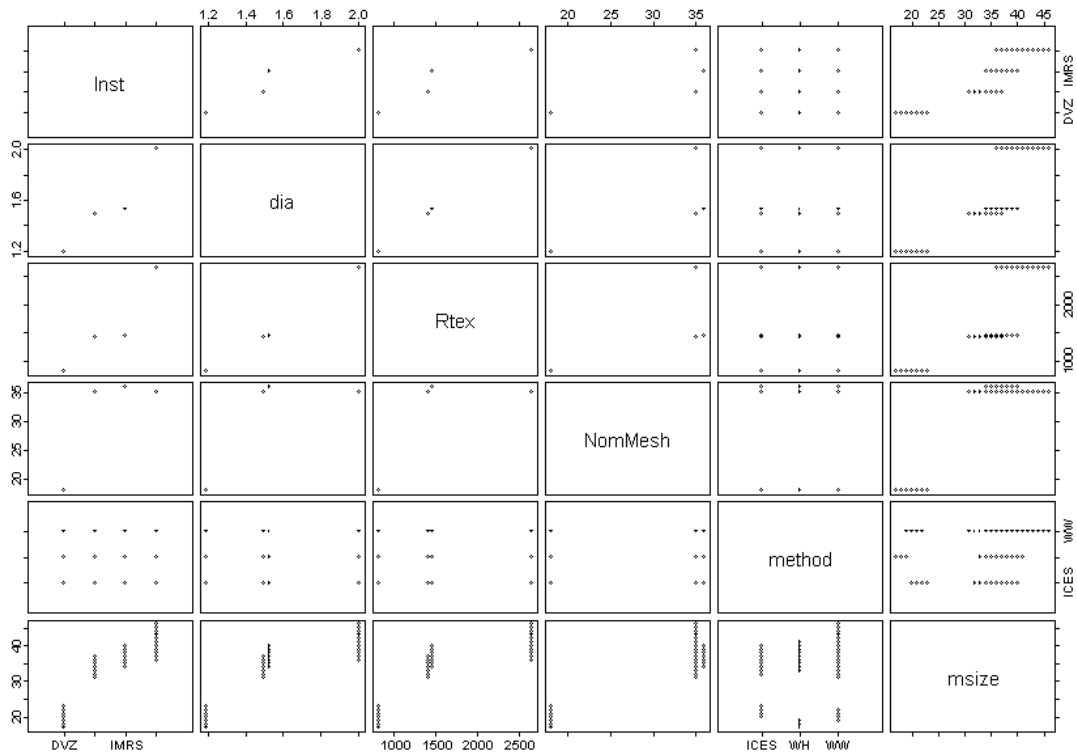 1.2 1.4 1.6 1.8 2.0 20 25 30 35 20 25 30 35 40 45
Inst
DVZ IMRS
1.2 1.6 2.0
dia
Rtex
1000 2000
20 25 30 35
NomMesh
method
ICES WW
20 30 40
msize
DVZ IMRS 1000 1500 2000 2500 ICES WH WW